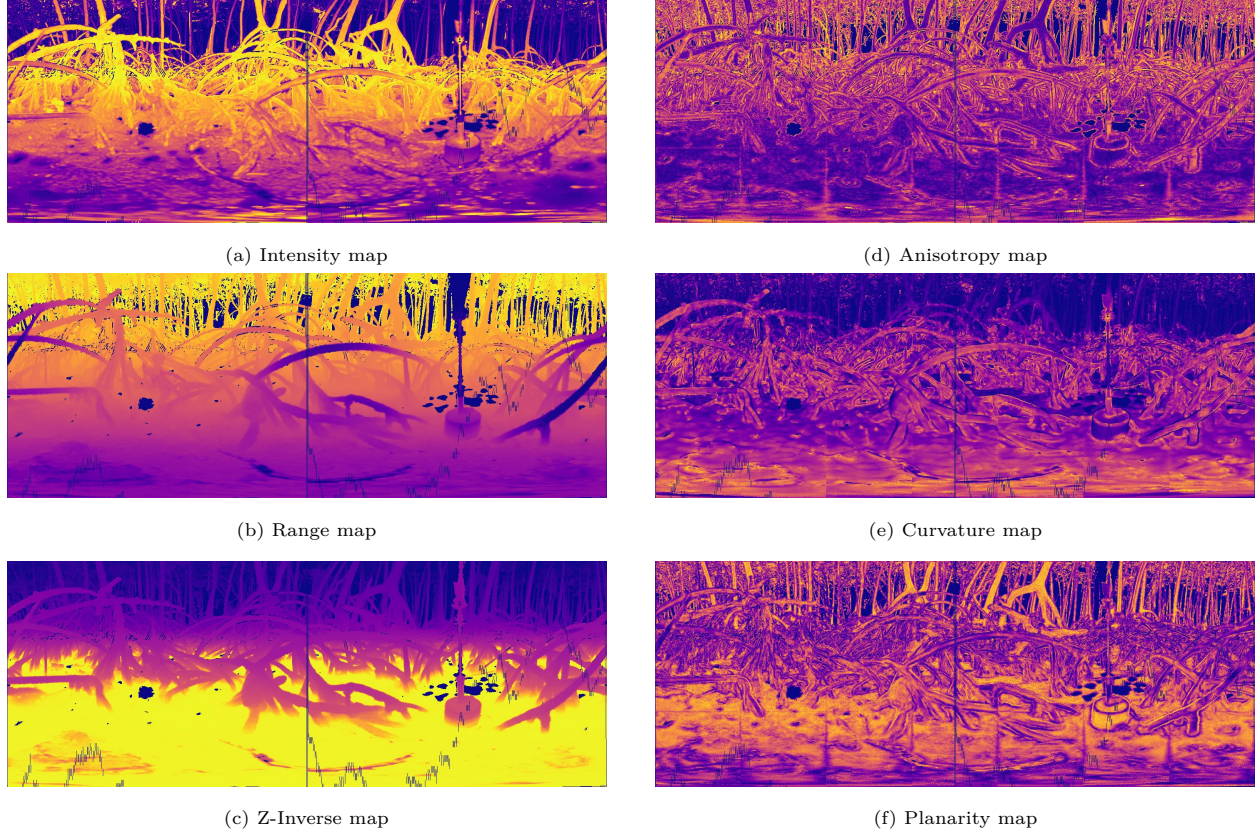 (a) Intensity map
(d) Anisotropy map
(b) Range map
(e) Curvature map
(c) Z-Inverse map
(f) Planarity map